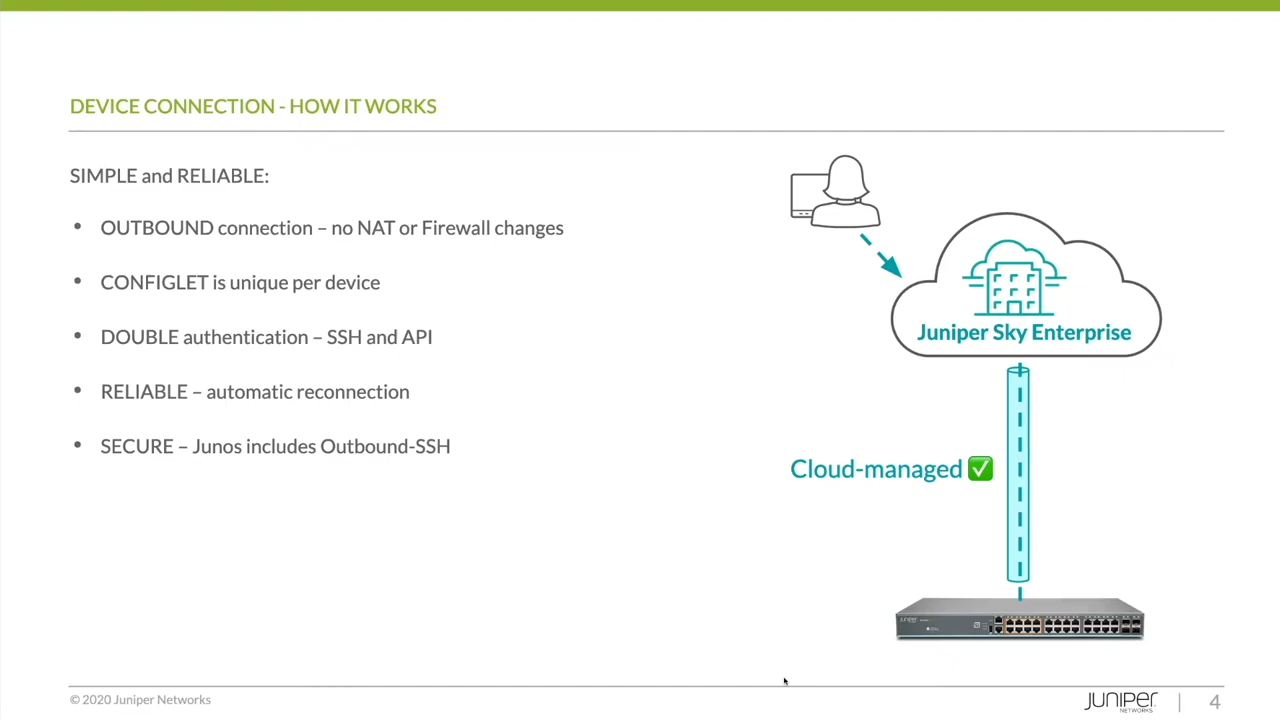 DEVICE CONNECTION - HOW IT WORKS
SIMPLE and RELIABLE:
• OUTBOUND connection – no NAT or Firewall changes
• CONFIGLET is unique per device
• DOUBLE authentication – SSH and API
• RELIABLE – automatic reconnection
• SECURE – Junos includes Outbound-SSH
Juniper Sky Enterprise
Cloud-managed ✅
© 2020 Juniper Networks
JUNIPER
NETWORKS
4